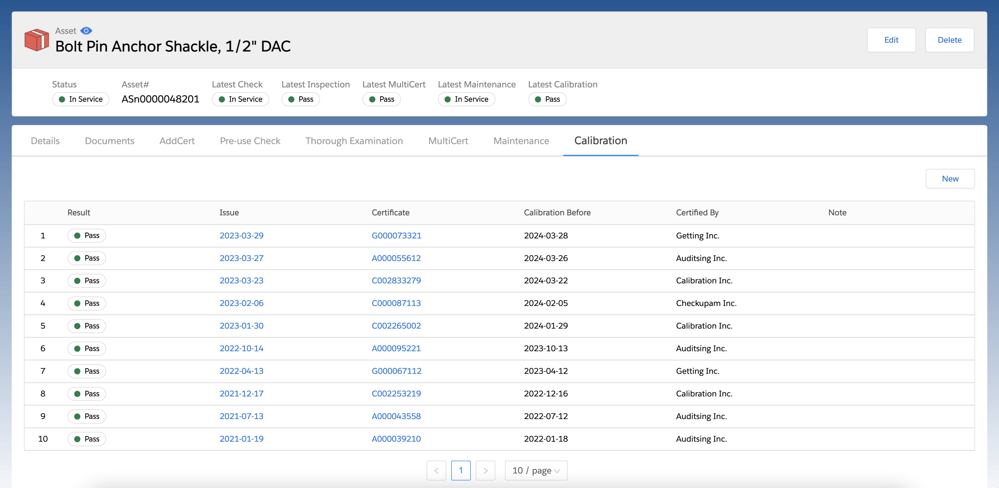 Asset
Bolt Pin Anchor Shackle, 1/2" DAC
Edit
Delete
Status
Asset#
Latest Check
Latest Inspection
Latest MultiCert
Latest Maintenance
Latest Calibration
In Service
ASn0000048201
In Service
Pass
Pass
In Service
Pass
Details
Documents
AddCert
Pre-use Check
Thorough Examination
MultiCert
Maintenance
Calibration
New
Result Issue Certificate Calibration Before Certified By Note
1 Pass 2023-03-29 G000073321 2024-03-28 Getting Inc.
2 Pass 2023-03-27 A000055612 2024-03-26 Auditsing Inc.
3 Pass 2023-03-23 C002833279 2024-03-22 Calibration Inc.
4 Pass 2023-02-06 C000087113 2024-02-05 Checkupam Inc.
5 Pass 2023-01-30 C002265002 2024-01-29 Calibration Inc.
6 Pass 2022-10-14 A000095221 2023-10-13 Auditsing Inc.
7 Pass 2022-04-13 G000067112 2023-04-12 Getting Inc.
8 Pass 2021-12-17 C002253219 2022-12-16 Calibration Inc.
9 Pass 2021-07-13 A000043558 2022-07-12 Auditsing Inc.
10 Pass 2021-01-19 A000039210 2022-01-18 Auditsing Inc.
< 1 > 10 / page